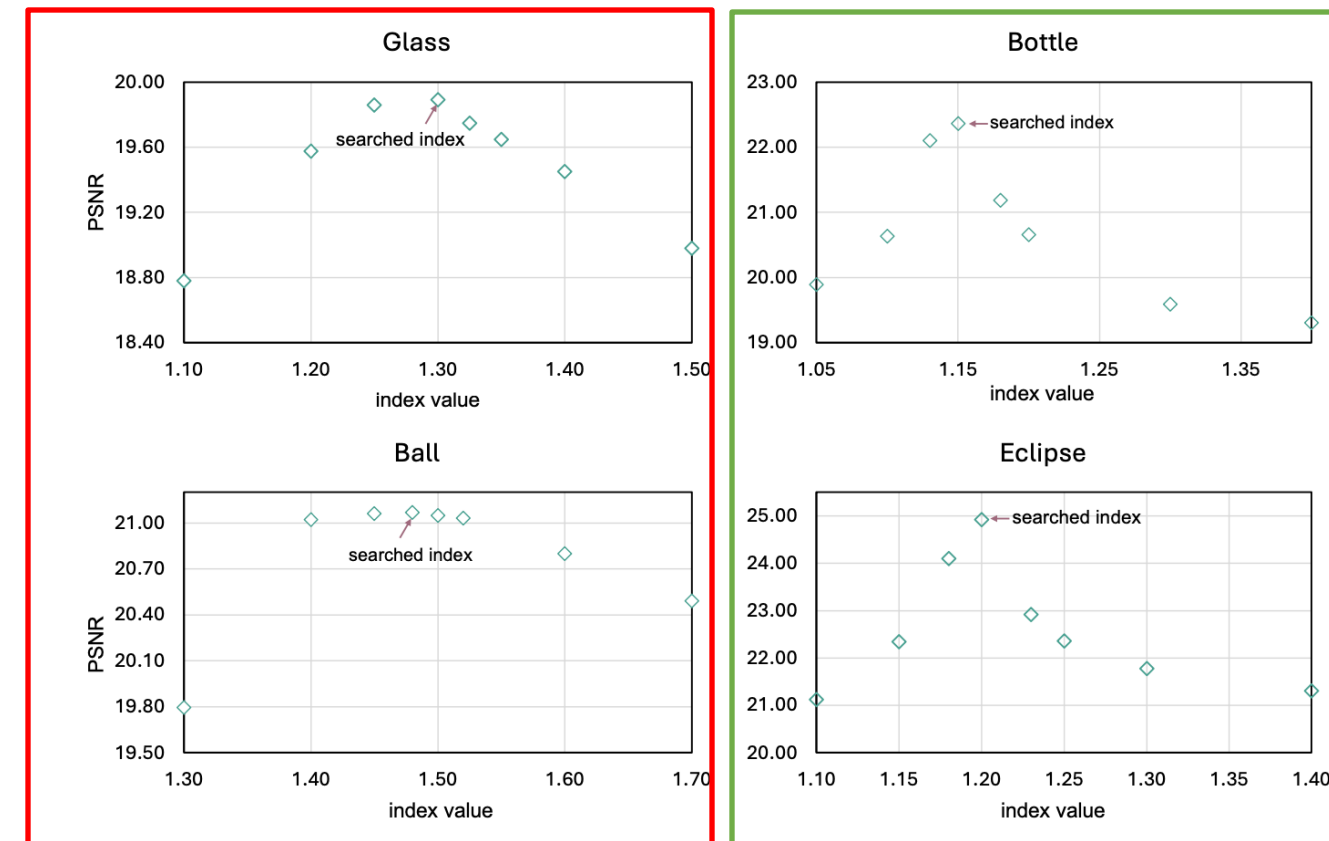 Glass
20.00
19.60
19.20
18.80
18.40
PSNR
searched index
1.10 1.20 1.30 1.40 1.50
index value
Bottle
23.00
22.00
21.00
20.00
19.00
searched index
1.05 1.15 1.25 1.35
index value
Ball
21.00
20.70
20.40
20.10
19.80
19.50
PSNR
searched index
1.30 1.40 1.50 1.60 1.70
index value
Eclipse
25.00
24.00
23.00
22.00
21.00
20.00
searched index
1.10 1.15 1.20 1.25 1.30 1.35 1.40
index value